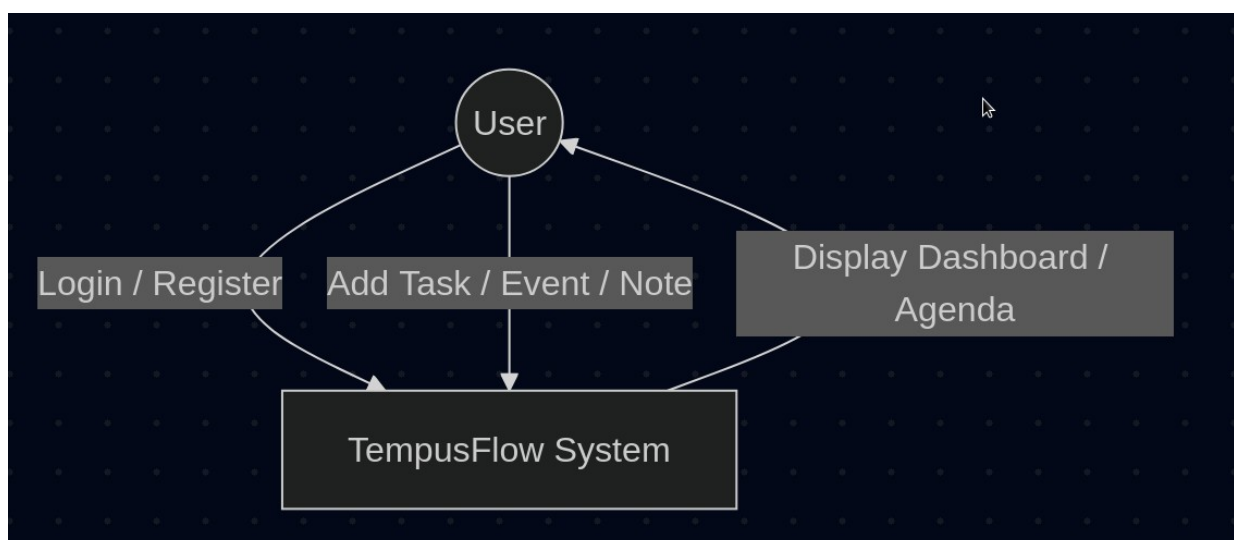 User
Login / Register
Add Task / Event / Note
Display Dashboard /
Agenda
TempusFlow System